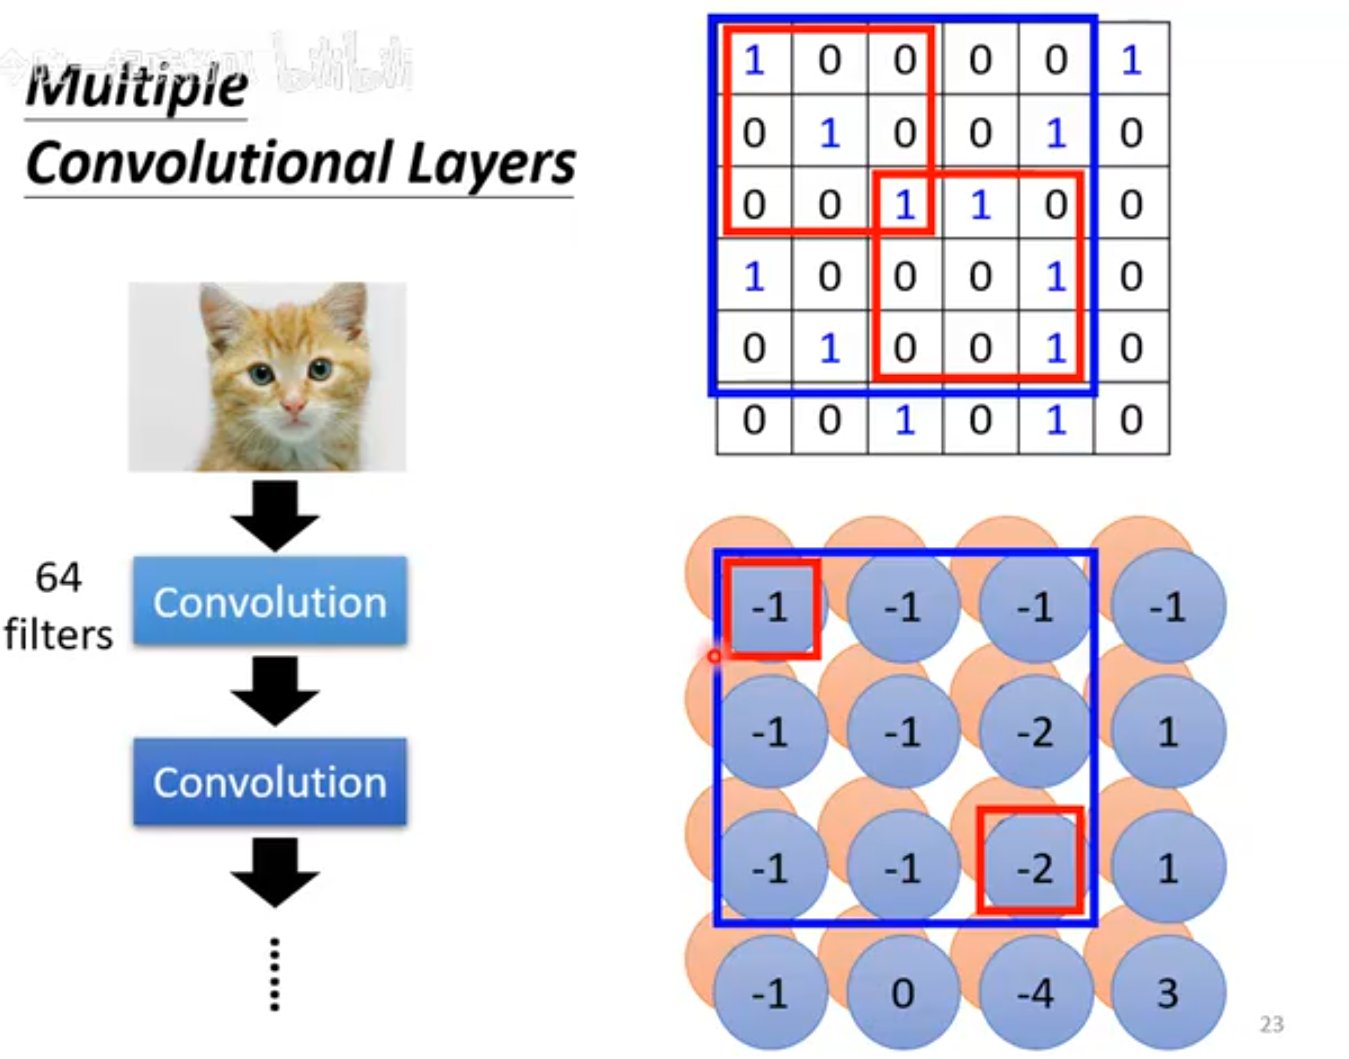 Multiple
Convolutional Layers
1 0 0 0 0 1
0 1 0 0 1 0
0 0 1 1 0 0
1 0 0 0 1 0
0 1 0 0 1 0
0 0 1 0 1 0
64
filters
Convolution
Convolution
-1 -1 -1 -1
-1 -1 -2 1
-1 -1 -2 1
-1 0 -4 3
23